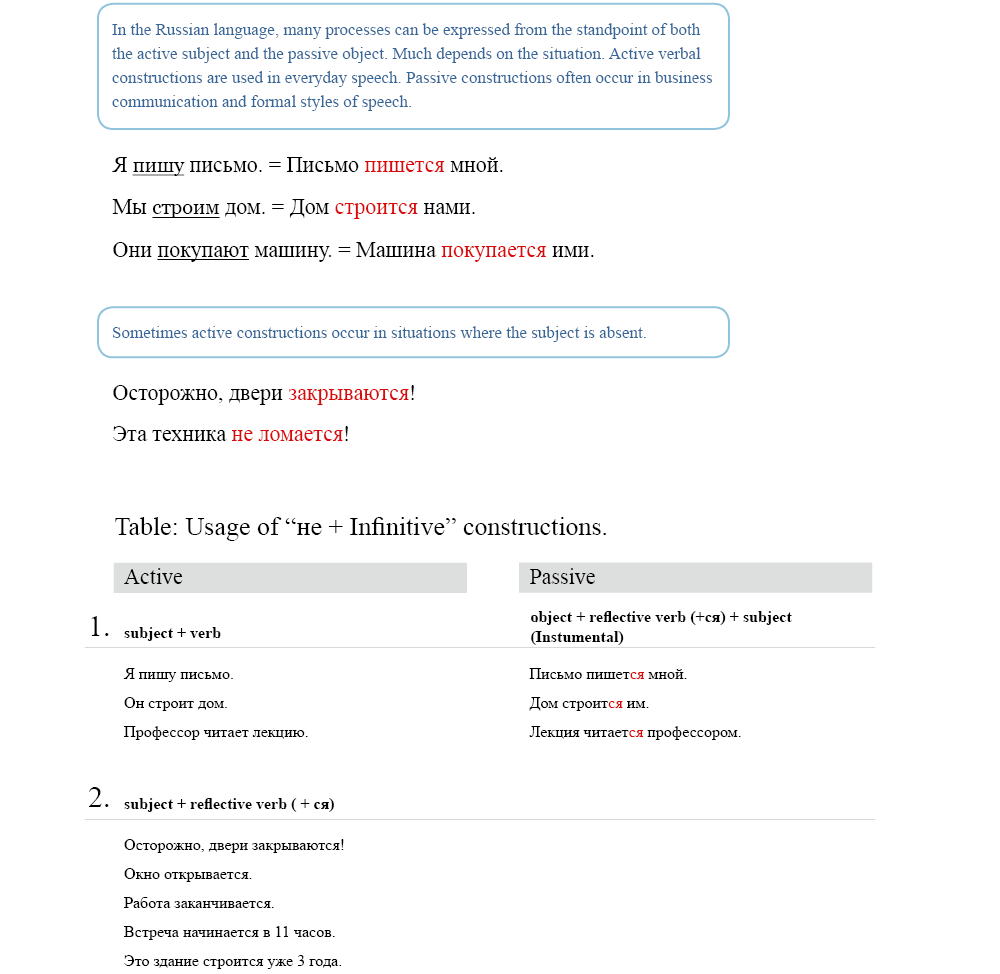 In the Russian language, many processes can be expressed from the standpoint of both
the active subject and the passive object. Much depends on the situation. Active verbal
constructions are used in everyday speech. Passive constructions often occur in business
communication and formal styles of speech.
Я пишу письмо. = Письмо пишется мной.
Мы строим дом. = Дом строится нами.
Они покупают машину. = Машина покупается ими.
Sometimes active constructions occur in situations where the subject is absent.
Осторожно, двери закрываются!
Эта техника не ломается!
Table: Usage of “не + Infinitive” constructions.
Active
Passive
1. subject + verb
object + reflective verb (+ся) + subject
(Instumental)
Я пишу письмо.
Письмо пишется мной.
Он строит дом.
Дом строится им.
Профессор читает лекцию.
Лекция читается профессором.
2. subject + reflective verb ( + ся)
Осторожно, двери закрываются!
Окно открывается.
Работа заканчивается.
Встреча начинается в 11 часов.
Это здание строится уже 3 года.